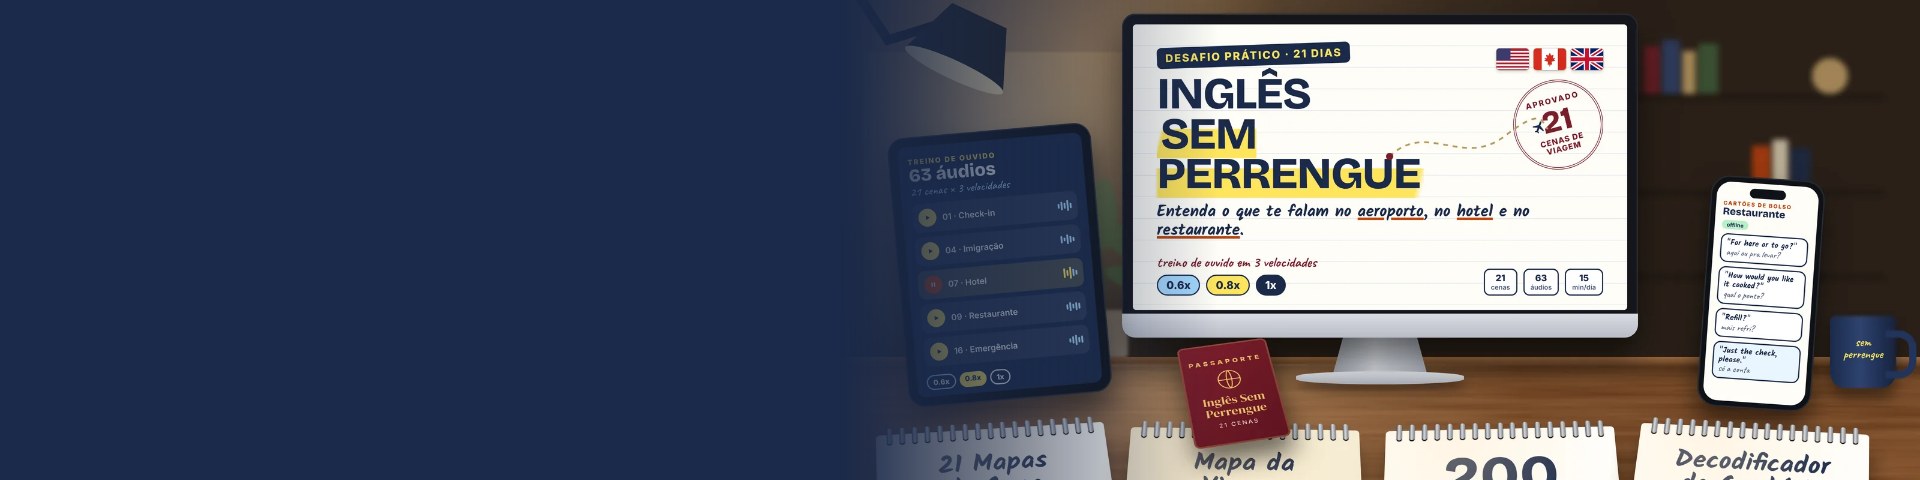 TREINO DE OUVIDO
63 áudios
21 cenas × 3 velocidades
01 · Check-in
04 · Imigração
07 · Hotel
09 · Restaurante
16 · Emergência
0.6x 0.8x 1x
DESAFIO PRÁTICO · 21 DIAS
INGLÊS
SEM
PERRENGUE
Entenda o que te falam no aeroporto, no hotel e no
restaurante.
treino de ouvido em 3 velocidades
0.6x 0.8x 1x
APROVADO
21
CENAS DE
VIAGEM
21
cenas
63
áudios
15
min/dia
PASSAPORTE
Inglês Sem
Perrengue
21 CENAS
CARTÕES DE BOLSO
Restaurante
offline
"For here or to go?"
aqui ou pra levar?
"How would you like
it cooked?"
qual o ponto?
"Refill?"
mais refri?
"Just the check,
please."
só a conta
sem
perrengue
21 Mapas
Mapa da
200
Decodificador